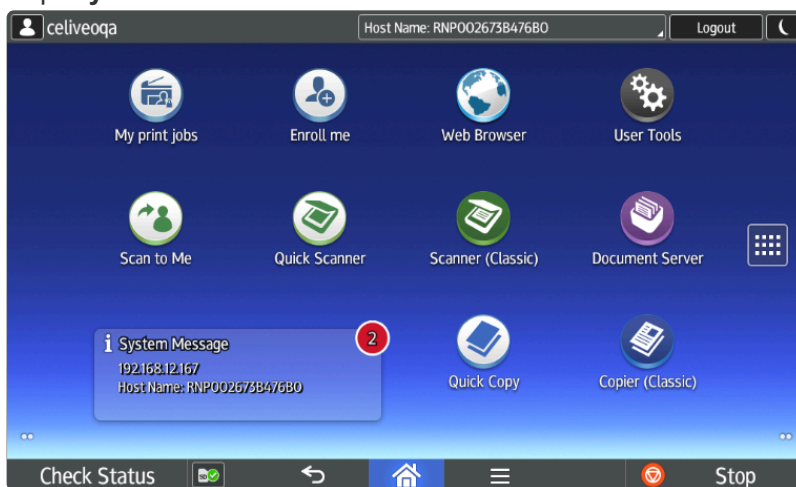 celiveoqa
Host Name: RNP002673B476B0
Logout
My print jobs
Enroll me
Web Browser
User Tools
Scan to Me
Quick Scanner
Scanner (Classic)
Document Server
System Message
2
192.168.12.167
Host Name: RNP002673B476B0
Quick Copy
Copier (Classic)
Check Status
Stop